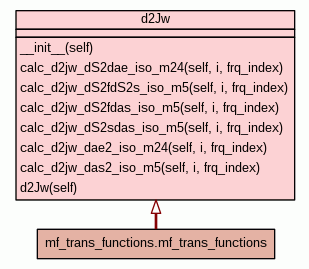 d2Jw
__init__(self)
calc_d2jw_dS2dae_iso_m24(self, i, frq_index)
calc_d2jw_dS2fdS2s_iso_m5(self, i, frq_index)
calc_d2jw_dS2fdas_iso_m5(self, i, frq_index)
calc_d2jw_dS2sdas_iso_m5(self, i, frq_index)
calc_d2jw_dae2_iso_m24(self, i, frq_index)
calc_d2jw_das2_iso_m5(self, i, frq_index)
d2Jw(self)
mf_trans_functions.mf_trans_functions